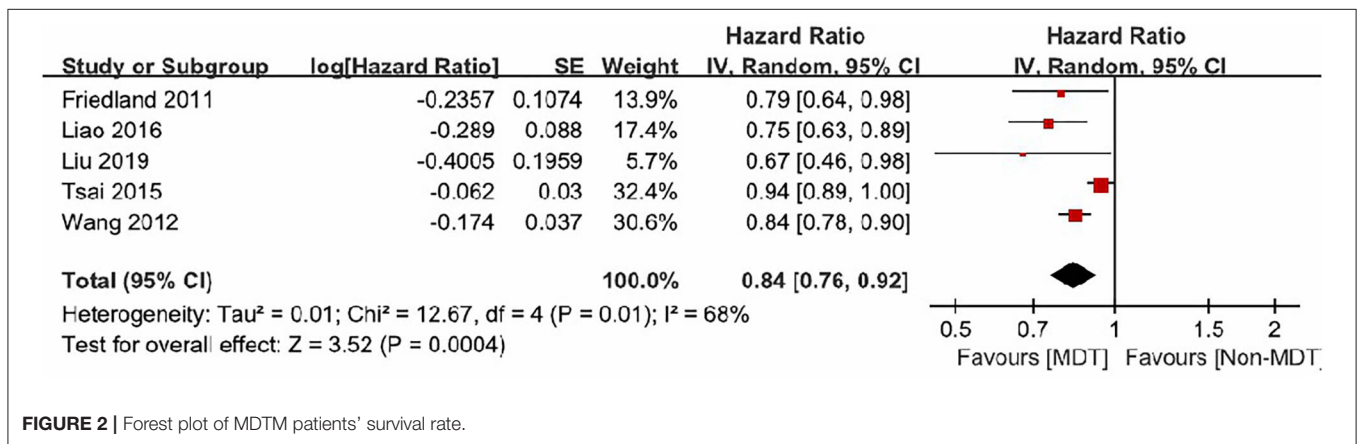 Hazard Ratio Hazard Ratio
Study or Subgroup log[Hazard Ratio] SE Weight IV, Random, 95% CI IV, Random, 95% CI
Friedland 2011 -0.2357 0.1074 13.9% 0.79 [0.64, 0.98]
Liao 2016 -0.289 0.088 17.4% 0.75 [0.63, 0.89]
Liu 2019 -0.4005 0.1959 5.7% 0.67 [0.46, 0.98]
Tsai 2015 -0.062 0.03 32.4% 0.94 [0.89, 1.00]
Wang 2012 -0.174 0.037 30.6% 0.84 [0.78, 0.90]
Total (95% CI) 100.0% 0.84 [0.76, 0.92]
Heterogeneity: Tau² = 0.01; Chi² = 12.67, df = 4 (P = 0.01); I² = 68%
Test for overall effect: Z = 3.52 (P = 0.0004)
0.5 0.7 1 1.5 2
Favours [MDT] Favours [Non-MDT]
FIGURE 2 | Forest plot of MDTM patients' survival rate.